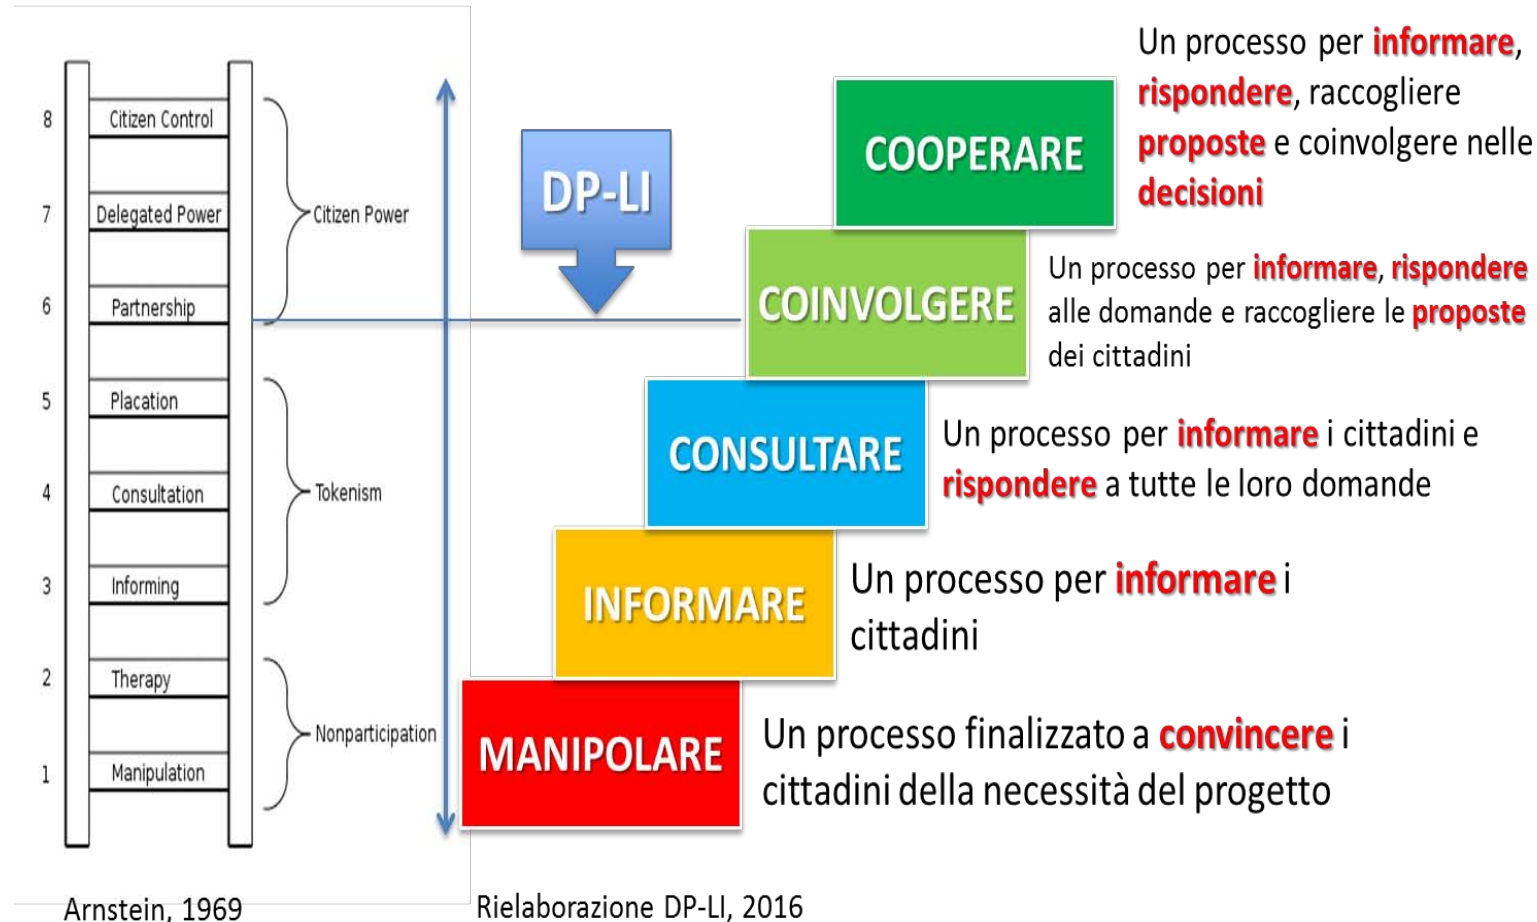 8
Citizen Control
7
Delegated Power
Citizen Power
6
Partnership
5
Placation
4
Consultation
Tokenism
3
Informing
2
Therapy
Nonparticipation
1
Manipulation
Arnstein, 1969
DP-LI
COOPERARE
Un processo per informare,
rispondere, raccogliere
proposte e coinvolgere nelle
decisioni
COINVOLGERE
Un processo per informare, rispondere
alle domande e raccogliere le proposte
dei cittadini
CONSULTARE
Un processo per informare i cittadini e
rispondere a tutte le loro domande
INFORMARE
Un processo per informare i
cittadini
MANIPOLARE
Un processo finalizzato a convincere i
cittadini della necessità del progetto
Rielaborazione DP-LI, 2016